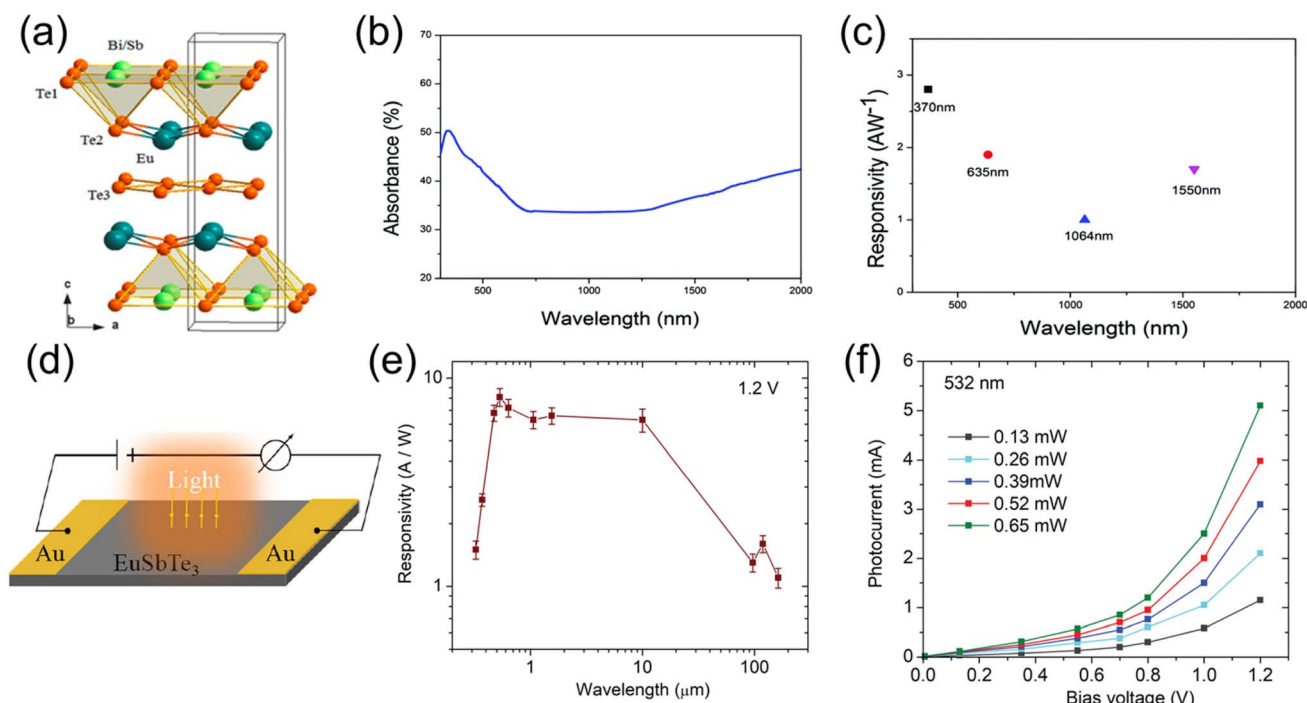 (a)
Bi/Sb
Te1
Te2
Eu
Te3
c
b
a
(b)
Absorbance (%)
70
60
50
40
30
20
500
1000
1500
2000
Wavelength (nm)
(c)
Responsivity (AW⁻¹)
3
2
1
0
370nm
635nm
1064nm
1550nm
500
1000
1500
2000
Wavelength (nm)
(d)
Light
Au
Au
EuSbTe₃
(e)
1.2 V
Responsivity (A / W)
10
1
1
10
100
Wavelength (μm)
(f)
532 nm
0.13 mW
0.26 mW
0.39mW
0.52 mW
0.65 mW
Photocurrent (mA)
6
5
4
3
2
1
0
0.0
0.2
0.4
0.6
0.8
1.0
1.2
Bias voltage (V)